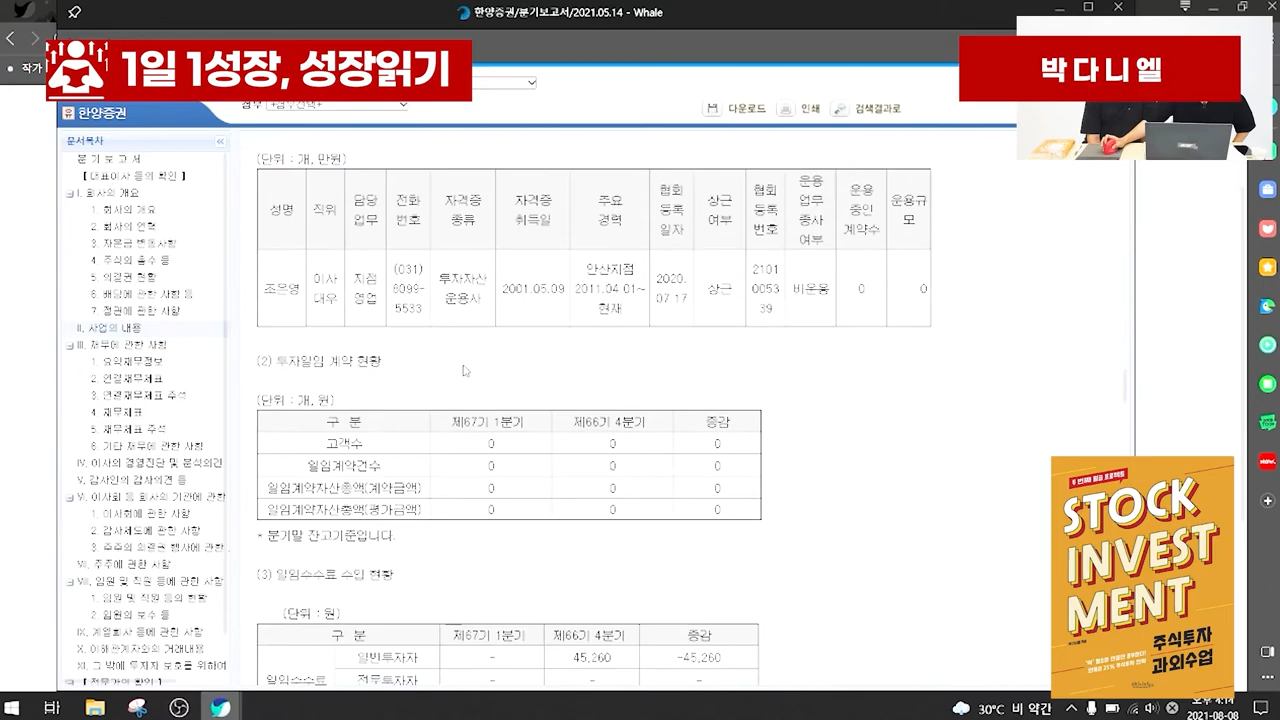 한양증권/분기보고서/2021.05.14 - Whale
1일 1성장, 성장읽기
박다니엘
작가
첨부 +첨부선택+
다운로드 인쇄 검색결과로
한양증권
문서목차
분 기 보 고 서
【 대표이사 등의 확인 】
I. 회사의 개요
1. 회사의 개요
2. 회사의 연혁
3. 자본금 변동사항
4. 주식의 총수 등
5. 의결권 현황
6. 배당에 관한 사항 등
7. 정관에 관한 사항
II. 사업의 내용
III. 재무에 관한 사항
1. 요약재무정보
2. 연결재무제표
3. 연결재무제표 주석
4. 재무제표
5. 재무제표 주석
6. 기타 재무에 관한 사항
IV. 이사의 경영진단 및 분석의견
V. 감사인의 감사의견 등
VI. 이사회 등 회사의 기관에 관한
1. 이사회에 관한 사항
2. 감사제도에 관한 사항
3. 주주의 의결권 행사에 관한
VII. 주주에 관한 사항
VIII. 임원 및 직원 등에 관한 사항
1. 임원 및 직원 등의 현황
2. 임원의 보수 등
IX. 계열회사 등에 관한 사항
X. 이해관계자와의 거래내용
XI. 그 밖에 투자자 보호를 위하여
【 전문가의 확인 】
(단위 : 개, 만원)
성명 직위 담당업무 전화번호 자격증종류 자격증취득일 주요경력 협회등록일자 상근여부 협회등록번호 운용업무종사여부 운용중인계약수 운용규모
조은영 이사대우 지점영업 (031)6099-5533 투자자산운용사 2001.05.09 안산지점2011.04.01~현재 2020.07.17 상근 2101005339 비운용 0 0
(2) 투자일임 계약 현황
(단위 : 개, 원)
구 분 제67기 1분기 제66기 4분기 증감
고객수 0 0 0
일임계약건수 0 0 0
일임계약자산총액(계약금액) 0 0 0
일임계약자산총액(평가금액) 0 0 0
* 분기말 잔고기준입니다.
(3) 일임수수료 수입 현황
(단위 : 원)
구 분 제67기 1분기 제66기 4분기 증감
일반투자자 - 45,260 -45,260
일임수수료 전문투자자 - - -
STOCK
INVEST
MENT
주식투자
과외수업
30℃ 비 약간
오후 4:14
2021-08-08